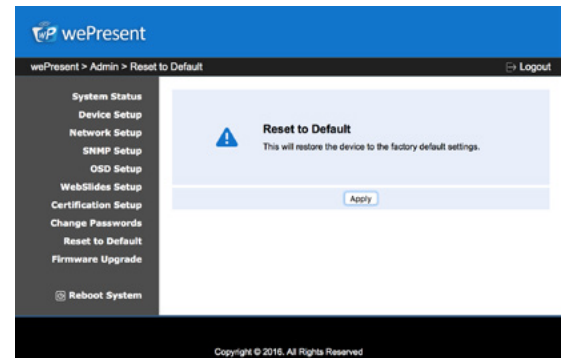 wP wePresent
wePresent > Admin > Reset to Default
Logout
System Status
Device Setup
Network Setup
SNMP Setup
OSD Setup
WebSlides Setup
Certification Setup
Change Passwords
Reset to Default
Firmware Upgrade
Reboot System
Reset to Default
This will restore the device to the factory default settings.
Apply
Copyright © 2016. All Rights Reserved